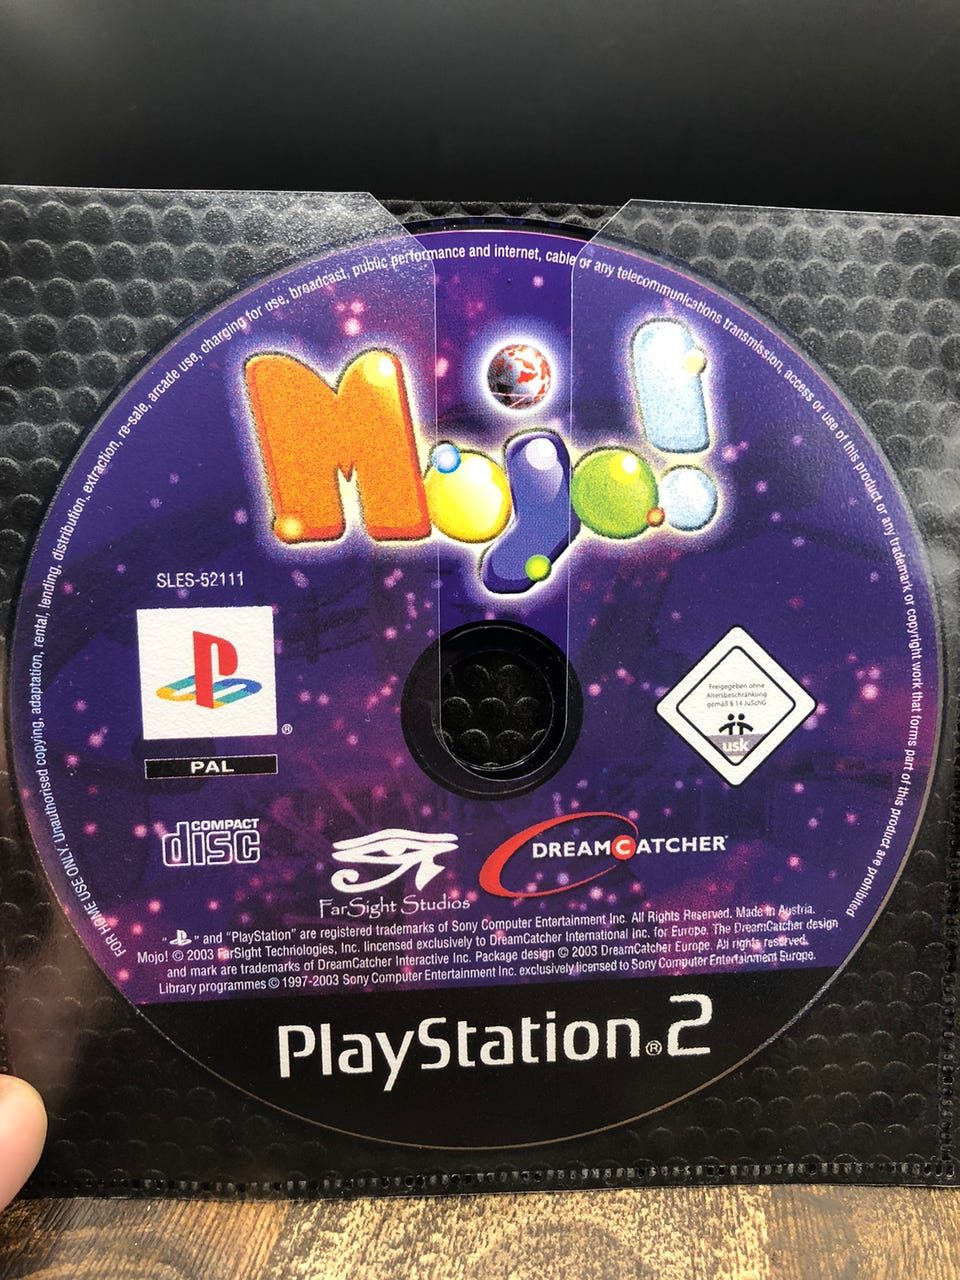 FOR HOME USE ONLY. Unauthorised copying, adaptation, rental, lending, distribution, extraction, re-sale, arcade use, charging for use, broadcast, public performance and internet, cable or any telecommunications transmission, access or use of this product or any trademark or copyright work that forms part of this product are prohibited
Mojo!
SLES-52111
®
PAL
Freigegeben ohne
Altersbeschränkung
gemäß § 14 JuSchG
usk
COMPACT
disc
FarSight Studios
DREAMCATCHER
" " and "PlayStation" are registered trademarks of Sony Computer Entertainment Inc. All Rights Reserved. Made in Austria.
Mojo! © 2003 FarSight Thechiologies, Inc. lincensed exclusively to DreamCatcher International Inc. for Europe. The DreamCatcher design
and mark are trademarks of DreamCatcher Interactive Inc. Package design © 2003 DreamCatcher Europe. All rights reserved.
Library programmes © 1997-2003 Sony Computer Entertainment Inc. exclusively licensed to Sony Computer Entertainment Europe.
PlayStation®2